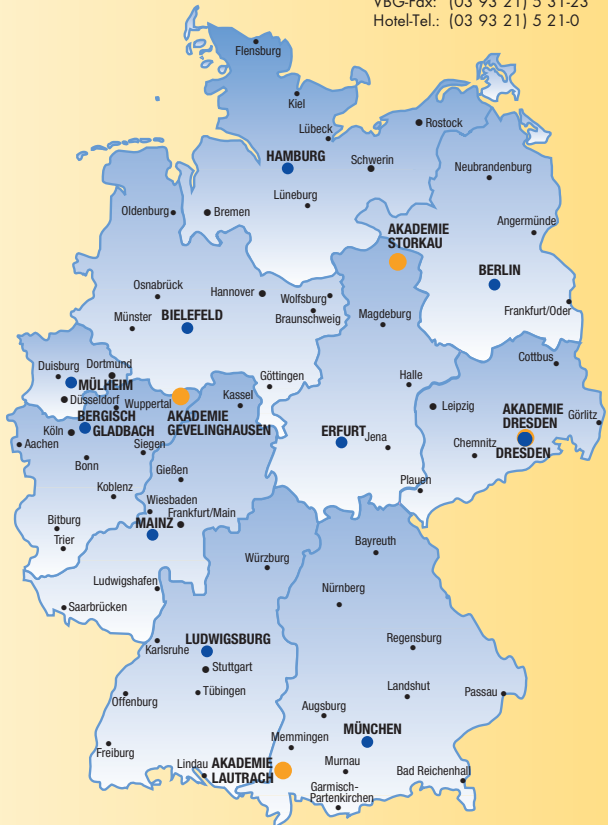 VBG-Fax: (03 93 21) 5 31-23
Hotel-Tel.: (03 93 21) 5 21-0
Flensburg
Kiel
Lübeck
Rostock
HAMBURG
Schwerin
Neubrandenburg
Lüneburg
Oldenburg
Bremen
Angermünde
AKADEMIE
STORKAU
BERLIN
Osnabrück
Hannover
Wolfsburg
Münster
BIELEFELD
Braunschweig
Magdeburg
Frankfurt/Oder
Cottbus
Duisburg
Dortmund
MÜLHEIM
Göttingen
Halle
Düsseldorf
Wuppertal
Kassel
Leipzig
BERGISCH
GLADBACH
AKADEMIE
GEVELINGHAUSEN
AKADEMIE
DRESDEN
Görlitz
Köln
Aachen
Siegen
ERFURT
Jena
Chemnitz
DRESDEN
Bonn
Gießen
Plauen
Koblenz
Wiesbaden
Frankfurt/Main
Bitburg
MAINZ
Trier
Bayreuth
Würzburg
Ludwigshafen
Nürnberg
Saarbrücken
LUDWIGSBURG
Karlsruhe
Regensburg
Stuttgart
Tübingen
Landshut
Passau
Offenburg
Augsburg
MÜNCHEN
Freiburg
Memmingen
Lindau
AKADEMIE
LAUTRACH
Murnau
Bad Reichenhall
Garmisch-
Partenkirchen